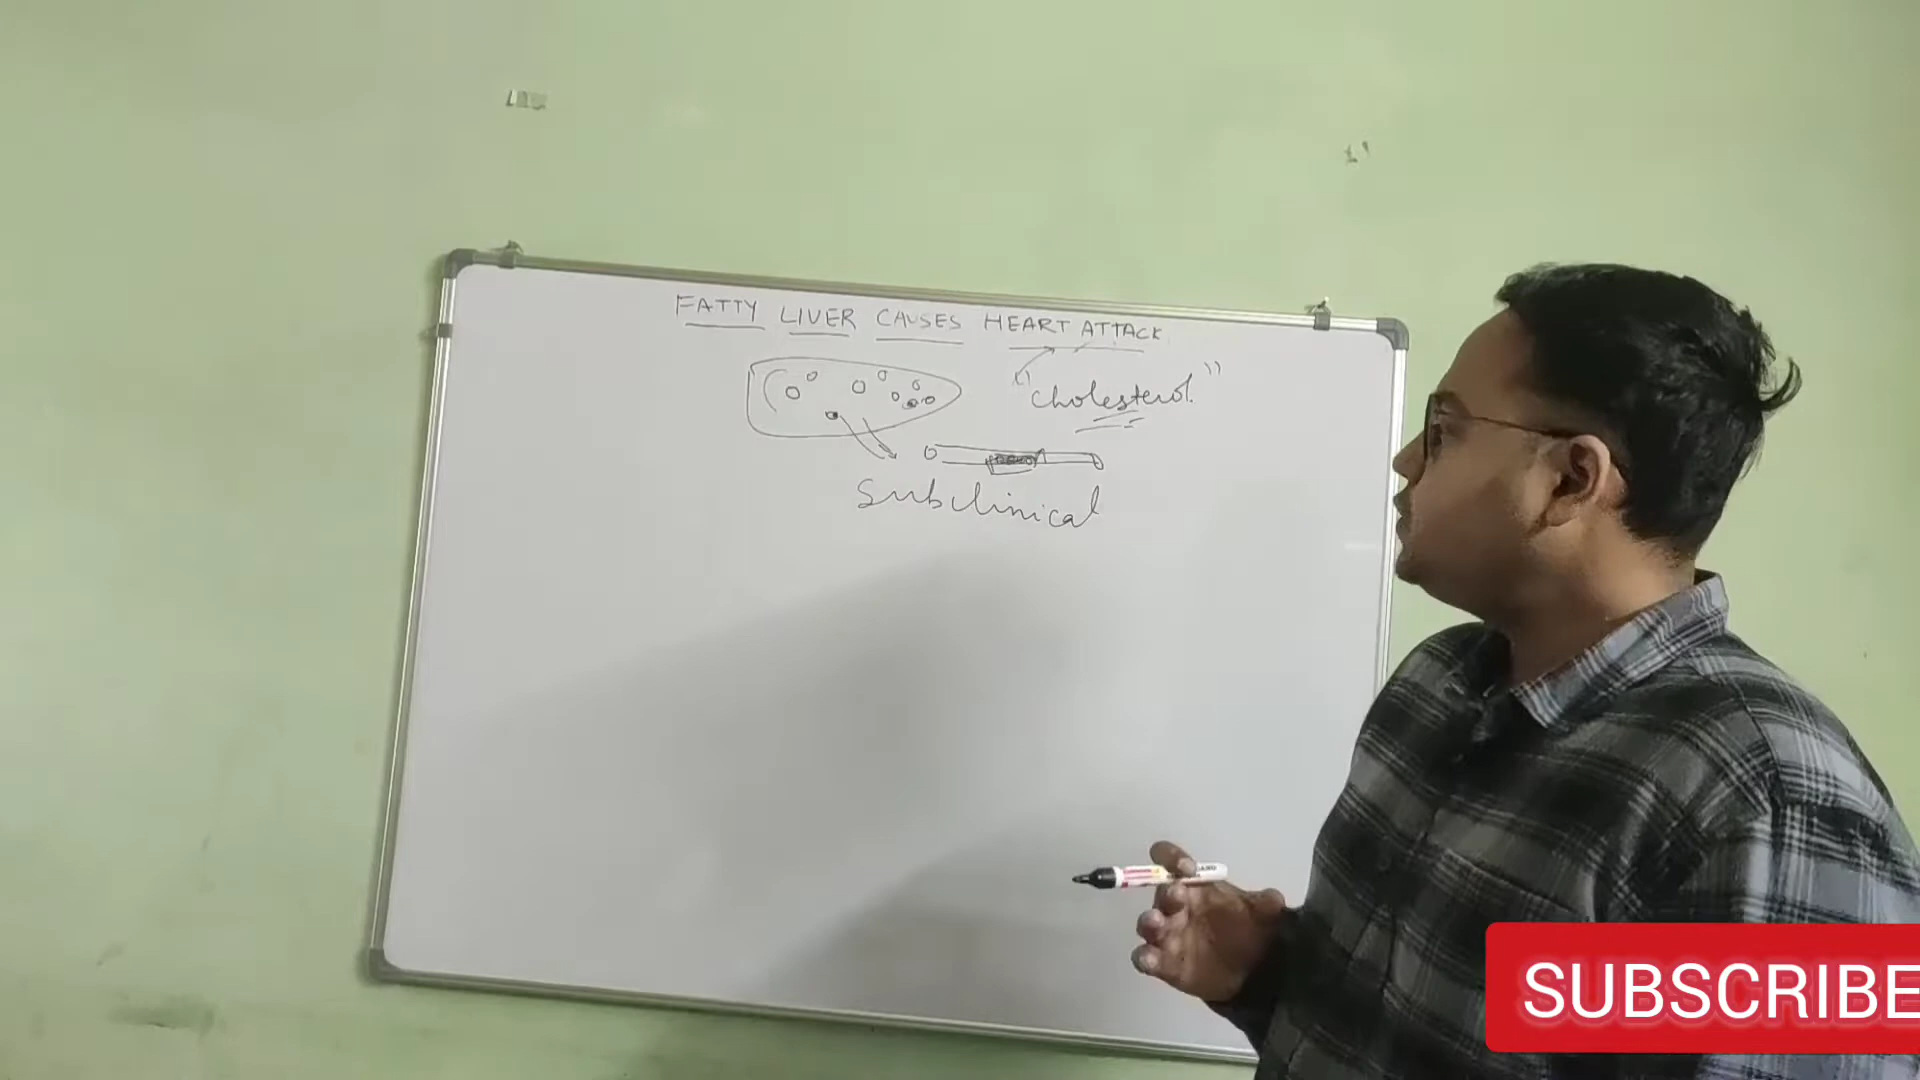 FATTY LIVER CAUSES HEART ATTACK
"cholesterol."
Subclinical
SUBSCRIBE